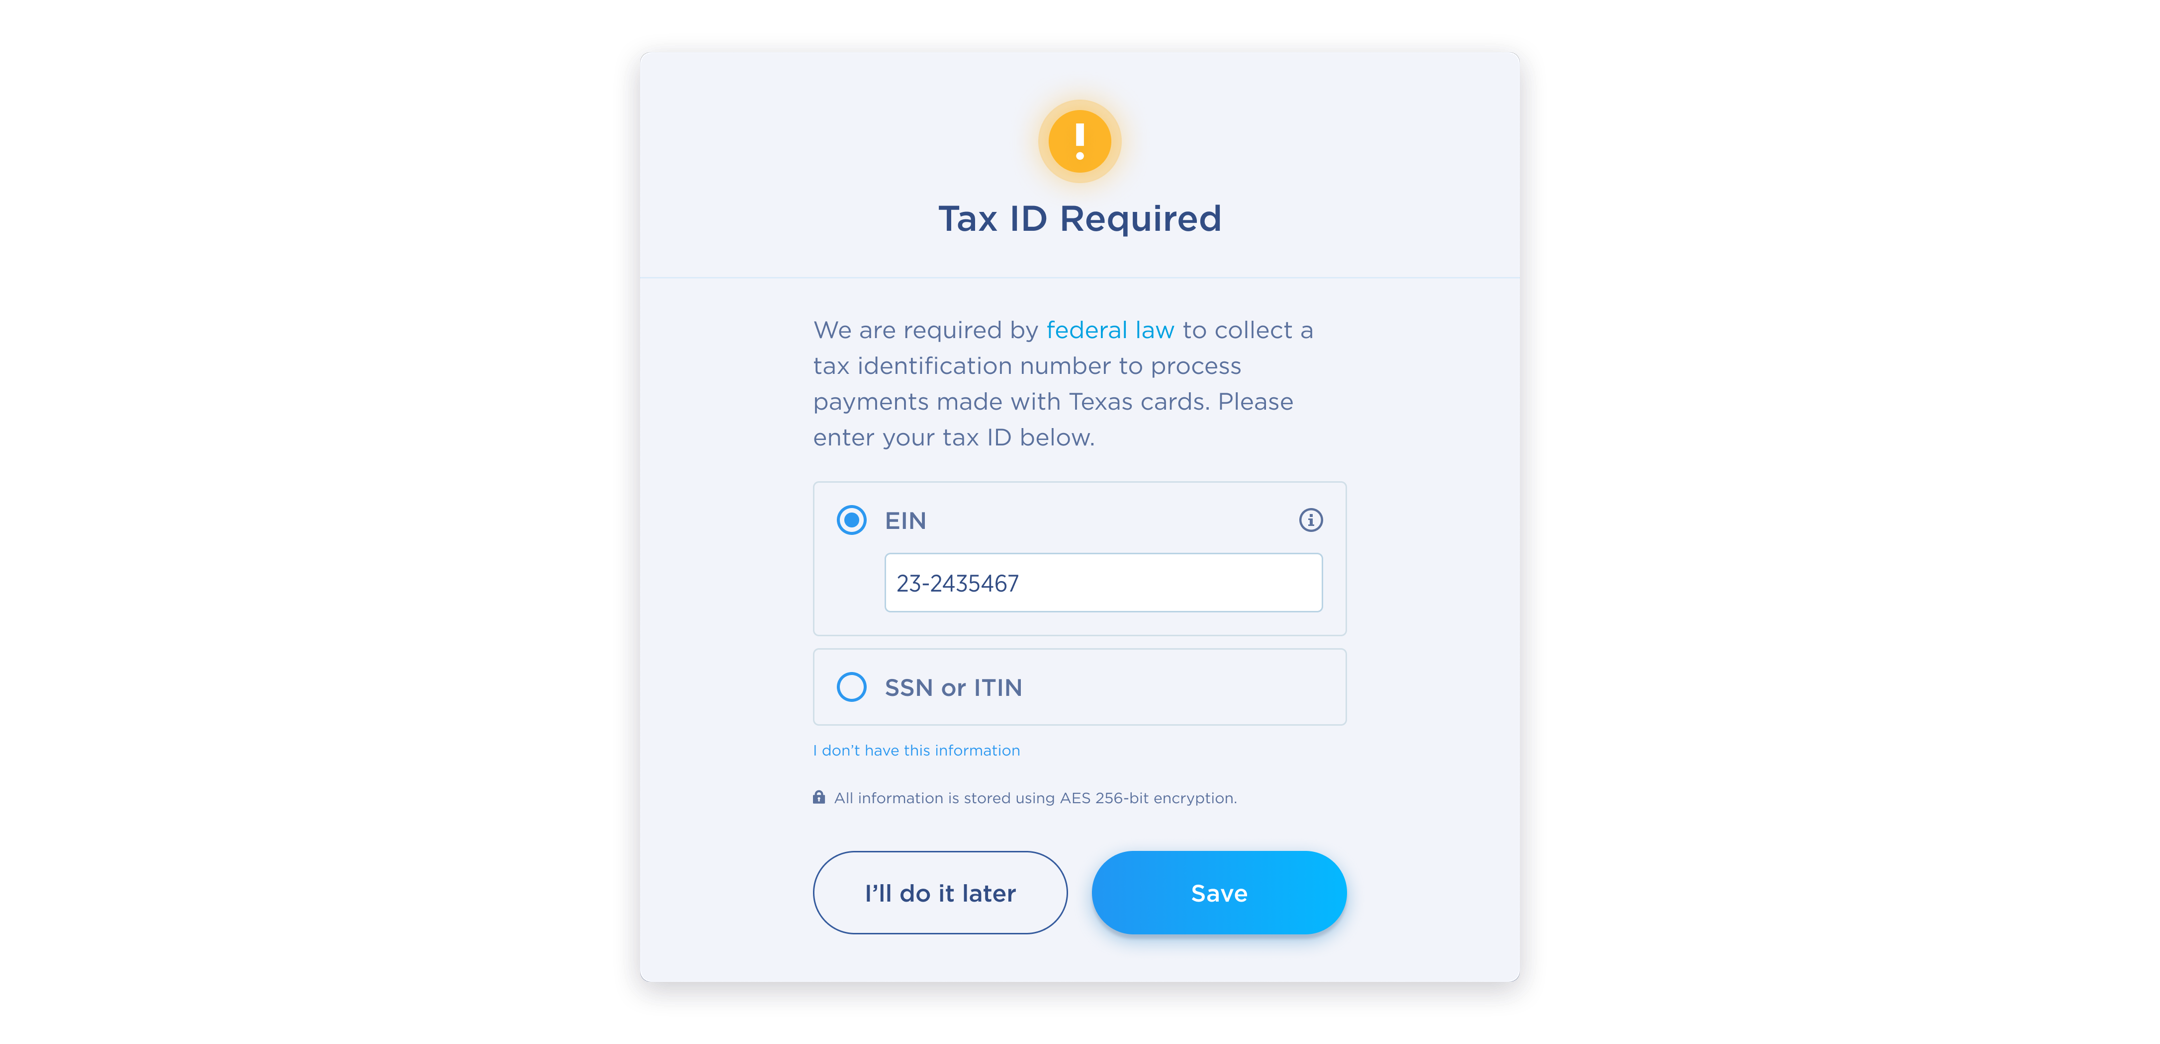 !
Tax ID Required
We are required by federal law to collect a
tax identification number to process
payments made with Texas cards. Please
enter your tax ID below.
EIN
23-2435467
SSN or ITIN
I don’t have this information
All information is stored using AES 256-bit encryption.
I’ll do it later
Save